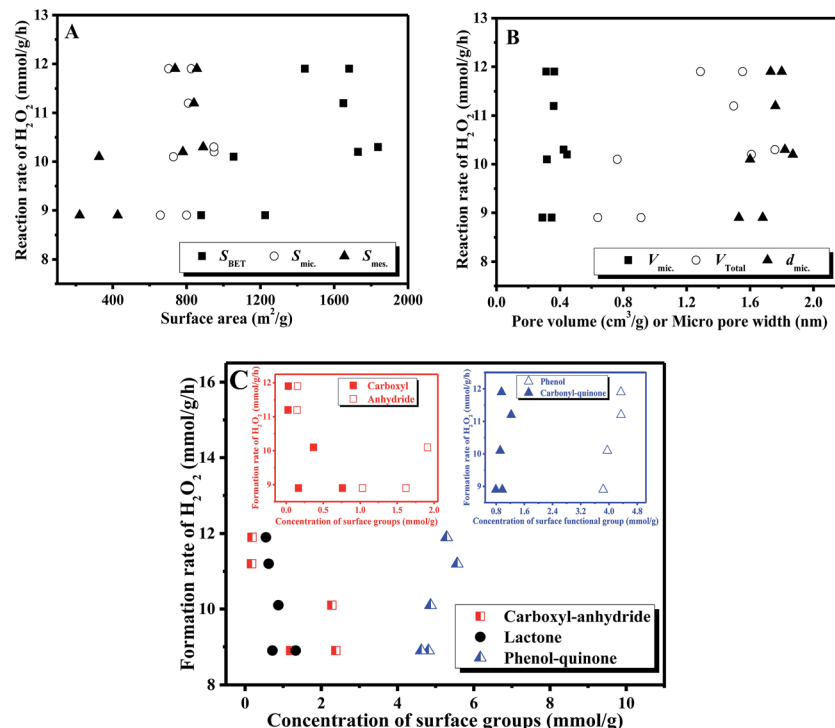 A
Reaction rate of H2O2 (mmol/g/h)
13
12
11
10
9
8
SBET Smic. Smes.
400 800 1200 1600 2000
Surface area (m2/g)
B
Reaction rate of H2O2 (mmol/g/h)
13
12
11
10
9
8
Vmic. VTotal dmic.
0.0 0.4 0.8 1.2 1.6 2.0
Pore volume (cm3/g) or Micro pore width (nm)
C
Formation rate of H2O2 (mmol/g/h)
16
14
12
10
8
Formation rate of H2O2 (mmol/g/h)
12
11
10
9
Carboxyl
Anhydride
0.0 0.5 1.0 1.5 2.0
Concentration of surface groups (mmol/g)
Formation rate of H2O2 (mmol/g/h)
12
11
10
9
Phenol
Carbonyl-quinone
0.8 1.6 2.4 3.2 4.0 4.8
Concentration of surface functional group (mmol/g)
Carboxyl-anhydride
Lactone
Phenol-quinone
0 2 4 6 8 10
Concentration of surface groups (mmol/g)